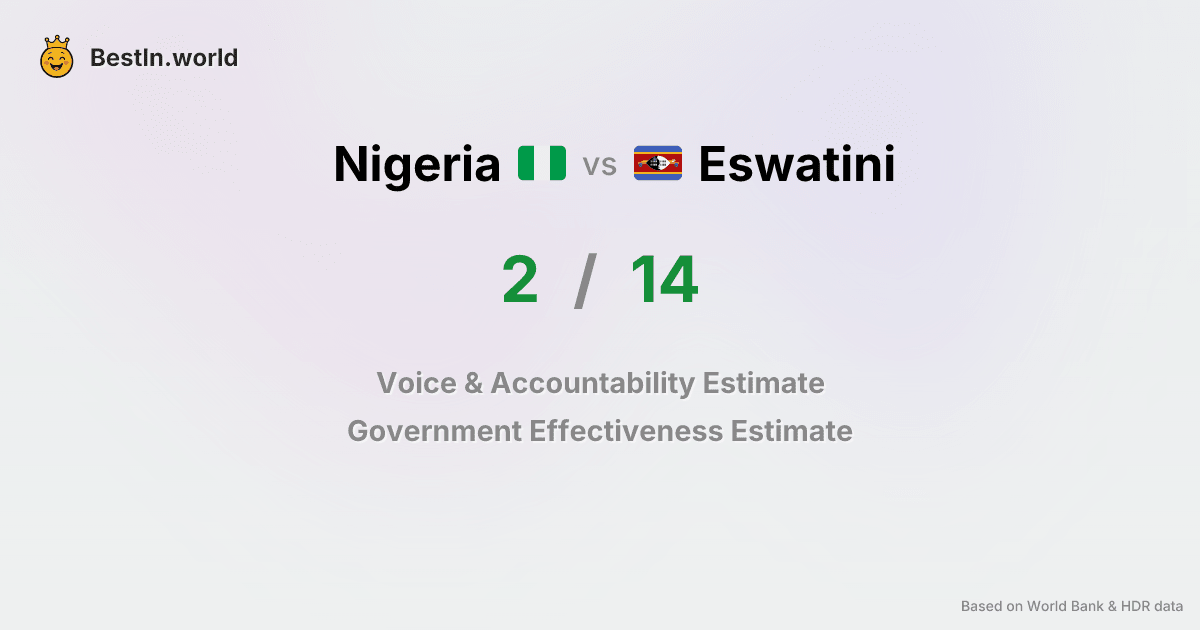 BestIn.world
Nigeria vs Eswatini
2 / 14
Voice & Accountability Estimate
Government Effectiveness Estimate
Based on World Bank & HDR data